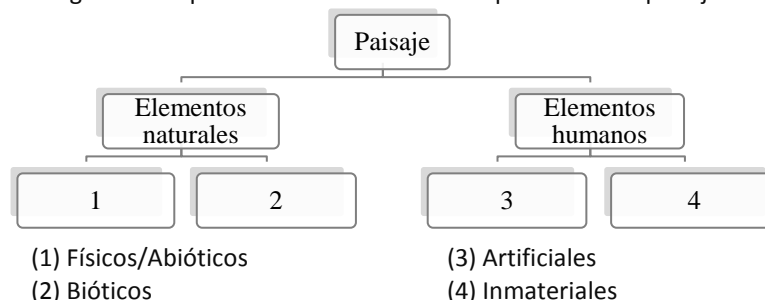 Paisaje
Elementos
naturales
Elementos
humanos
1
2
3
4
(1) Físicos/Abióticos
(3) Artificiales
(2) Bióticos
(4) Inmateriales